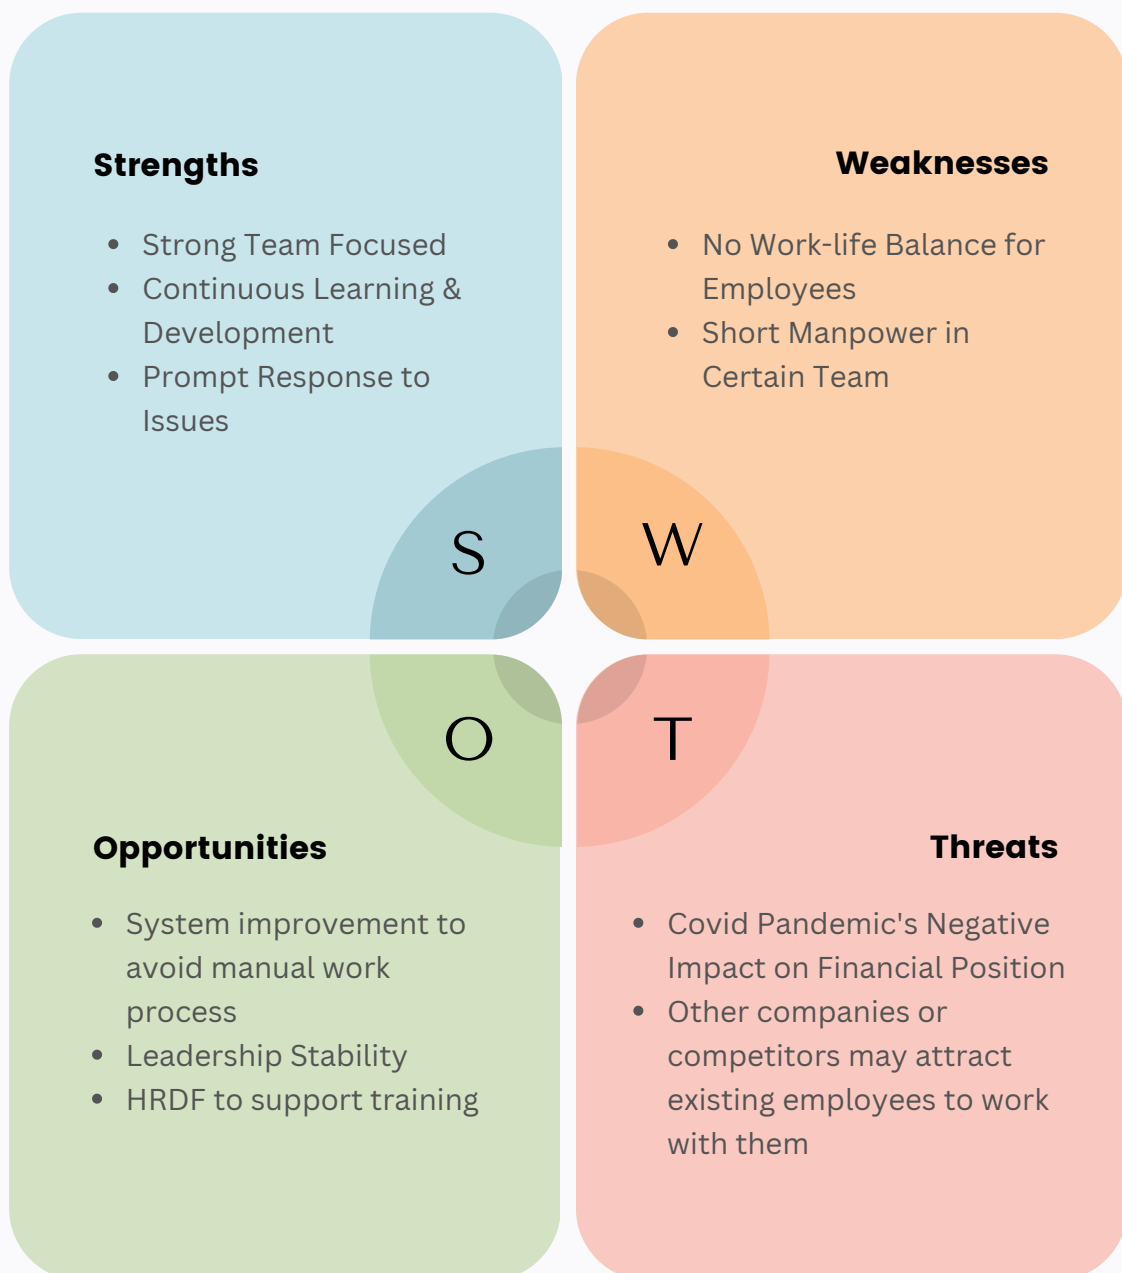 Strengths
• Strong Team Focused
• Continuous Learning &
Development
• Prompt Response to
Issues
S
Weaknesses
• No Work-life Balance for
Employees
• Short Manpower in
Certain Team
W
O
Opportunities
• System improvement to
avoid manual work
process
• Leadership Stability
• HRDF to support training
T
Threats
• Covid Pandemic's Negative
Impact on Financial Position
• Other companies or
competitors may attract
existing employees to work
with them